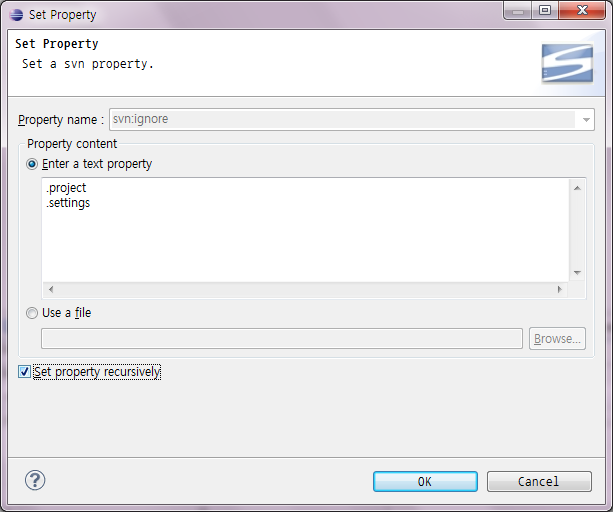 Set Property
Set Property
Set a svn property.
Property name : svn:ignore
Property content
Enter a text property
.project
.settings
Use a file
Browse...
Set property recursively
?
OK Cancel